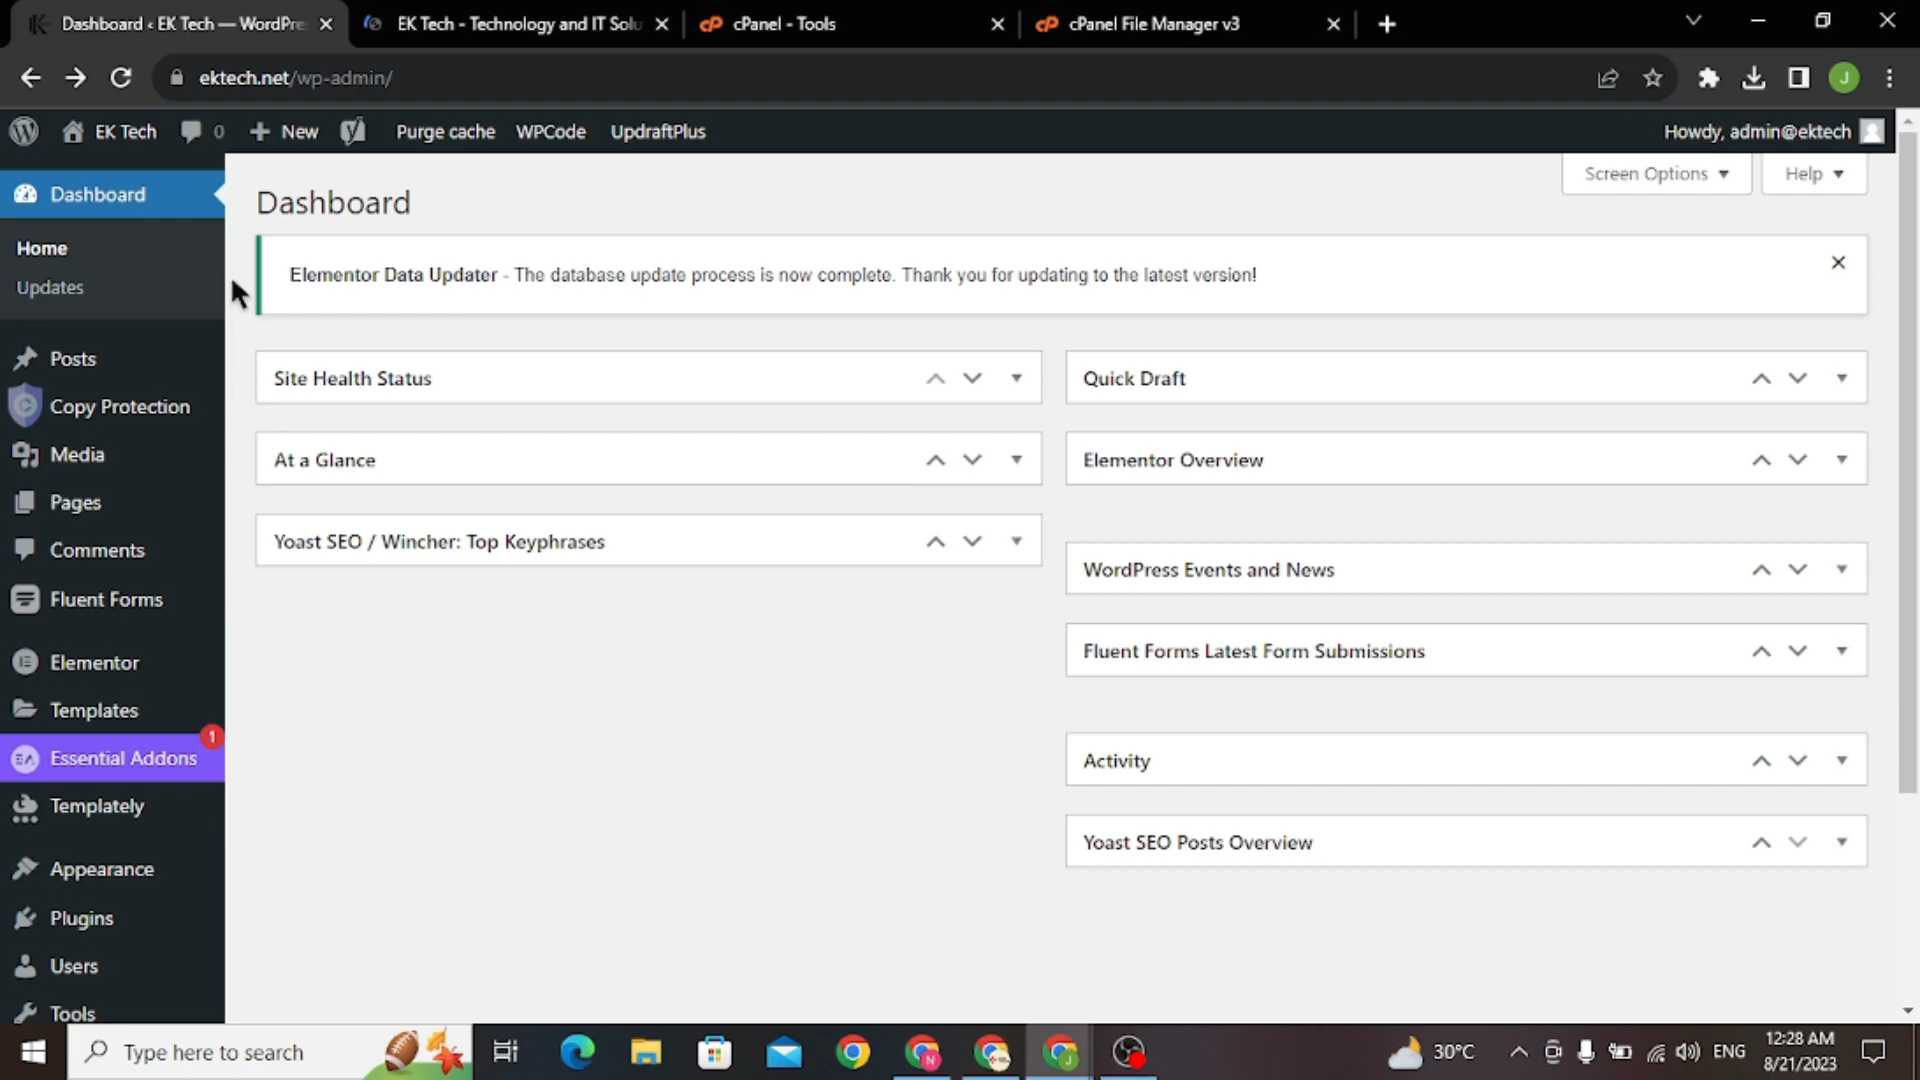 Dashboard ‹ EK Tech — WordPre
EK Tech - Technology and IT Solu
cPanel - Tools
cPanel File Manager v3
ektech.net/wp-admin/
J
EK Tech
0
New
Purge cache
WPCode
UpdraftPlus
Howdy, admin@ektech
Screen Options
Help
Dashboard
Home
Updates
Posts
Copy Protection
Media
Pages
Comments
Fluent Forms
Elementor
Templates
1
Essential Addons
Templately
Appearance
Plugins
Users
Tools
Dashboard
Elementor Data Updater - The database update process is now complete. Thank you for updating to the latest version!
Site Health Status
At a Glance
Yoast SEO / Wincher: Top Keyphrases
Quick Draft
Elementor Overview
WordPress Events and News
Fluent Forms Latest Form Submissions
Activity
Yoast SEO Posts Overview
Type here to search
30°C
ENG
12:28 AM
8/21/2023